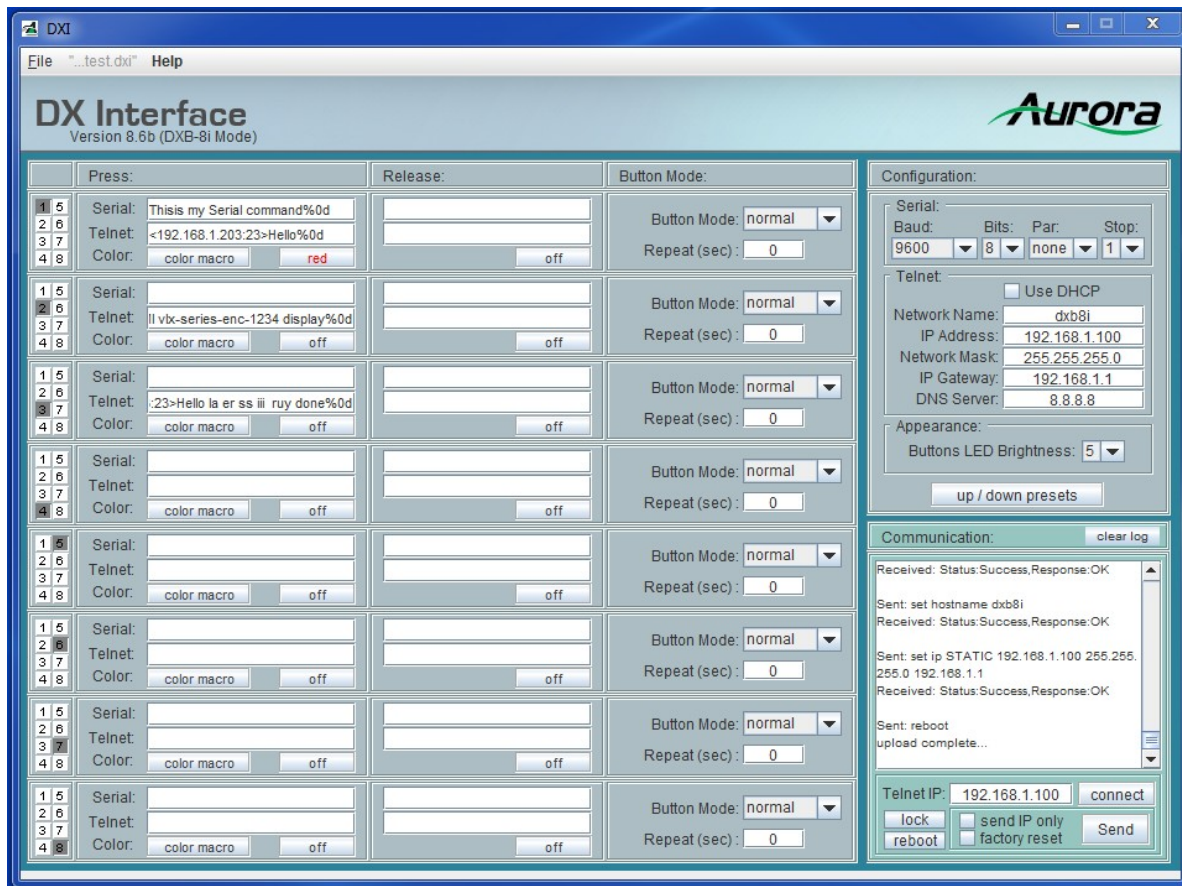 DXI
File "...test.dxi" Help
DX Interface
Version 8.6b (DXB-8i Mode)
Aurora
Press: Release: Button Mode:
1 5
2 6
3 7
4 8
Serial: Thisis my Serial command%0d
Telnet: <192.168.1.203:23>Hello%0d
Color: color macro red off
Button Mode: normal
Repeat (sec) : 0
1 5
2 6
3 7
4 8
Serial:
Telnet: ll vlx-series-enc-1234 display%0d
Color: color macro off off
Button Mode: normal
Repeat (sec) : 0
1 5
2 6
3 7
4 8
Serial:
Telnet: :23>Hello la er ss iii ruy done%0d
Color: color macro off off
Button Mode: normal
Repeat (sec) : 0
1 5
2 6
3 7
4 8
Serial:
Telnet:
Color: color macro off off
Button Mode: normal
Repeat (sec) : 0
1 5
2 6
3 7
4 8
Serial:
Telnet:
Color: color macro off off
Button Mode: normal
Repeat (sec) : 0
1 5
2 6
3 7
4 8
Serial:
Telnet:
Color: color macro off off
Button Mode: normal
Repeat (sec) : 0
1 5
2 6
3 7
4 8
Serial:
Telnet:
Color: color macro off off
Button Mode: normal
Repeat (sec) : 0
1 5
2 6
3 7
4 8
Serial:
Telnet:
Color: color macro off off
Button Mode: normal
Repeat (sec) : 0
Configuration:
Serial:
Baud: Bits: Par: Stop:
9600 8 none 1
Telnet:
Use DHCP
Network Name: dxb8i
IP Address: 192.168.1.100
Network Mask: 255.255.255.0
IP Gateway: 192.168.1.1
DNS Server: 8.8.8.8
Appearance:
Buttons LED Brightness: 5
up / down presets
Communication: clear log
Received: Status:Success,Response:OK
Sent: set hostname dxb8i
Received: Status:Success,Response:OK
Sent: set ip STATIC 192.168.1.100 255.255.
255.0 192.168.1.1
Received: Status:Success,Response:OK
Sent: reboot
upload complete...
Telnet IP: 192.168.1.100 connect
lock send IP only
reboot factory reset Send